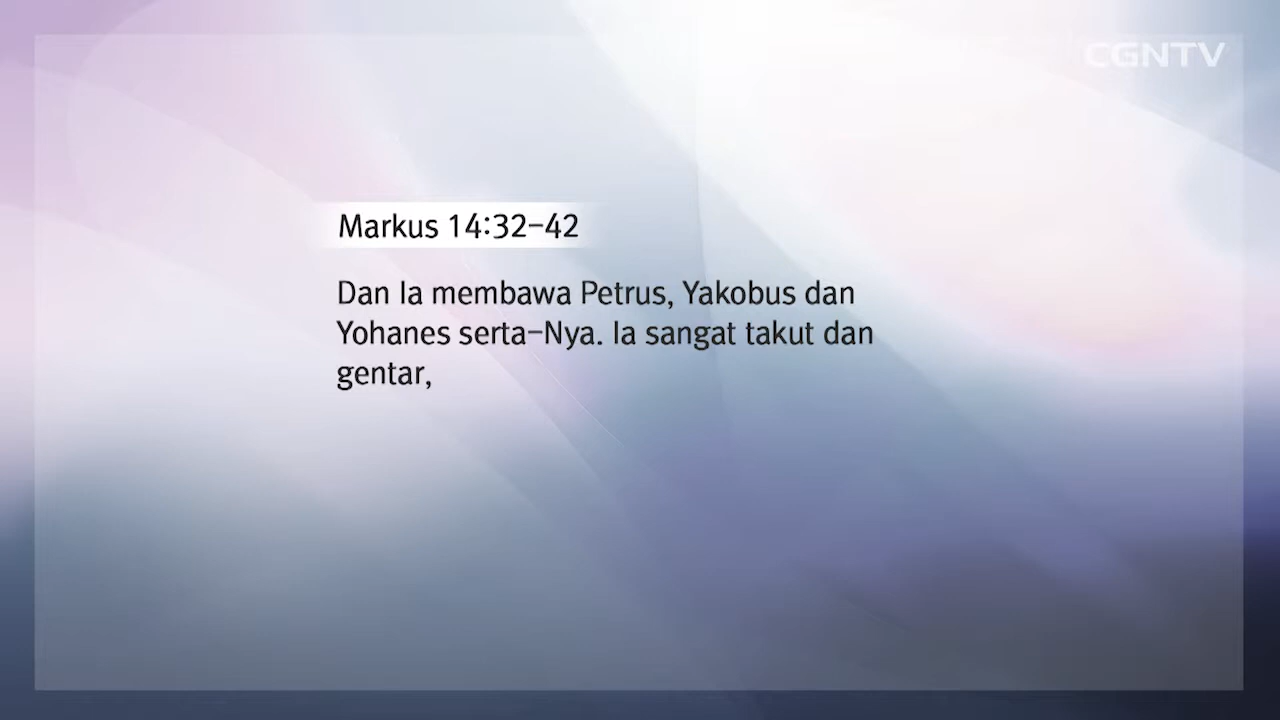 CGNTV
Markus 14:32-42
Dan Ia membawa Petrus, Yakobus dan
Yohanes serta-Nya. Ia sangat takut dan
gentar,